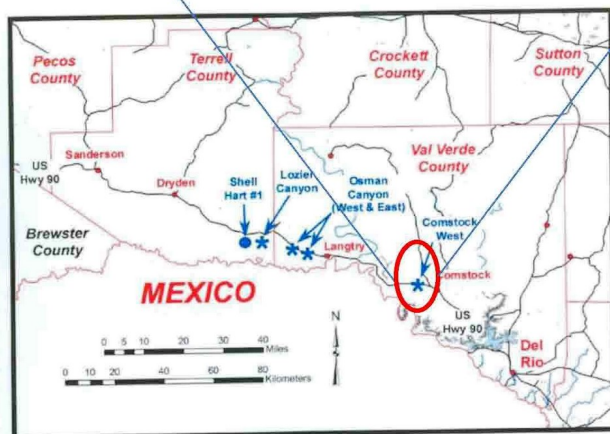 Pecos
County
Terrell
County
Crockett
County
Sutton
County
Val Verde
County
US
Hwy 90
Sanderson
Dryden
Shell
Hart #1
Lozier
Canyon
Osman
Canyon
(West & East)
Comstock
West
Brewster
County
Langtry
Comstock
MEXICO
US
Hwy 90
N
Del
Rio
0 5 10 20 30 40
Miles
0 10 20 40 60 80
Kilometers